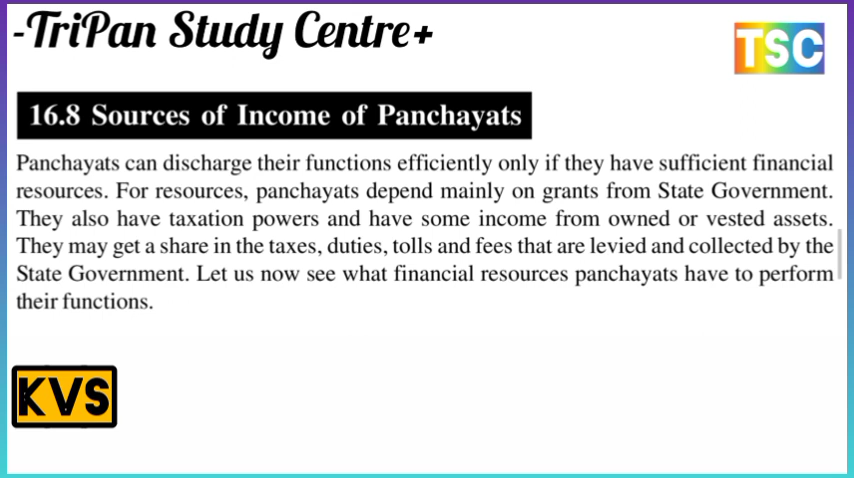 -TriPan Study Centre+
TSC
16.8 Sources of Income of Panchayats
Panchayats can discharge their functions efficiently only if they have sufficient financial
resources. For resources, panchayats depend mainly on grants from State Government.
They also have taxation powers and have some income from owned or vested assets.
They may get a share in the taxes, duties, tolls and fees that are levied and collected by the
State Government. Let us now see what financial resources panchayats have to perform
their functions.
KVS